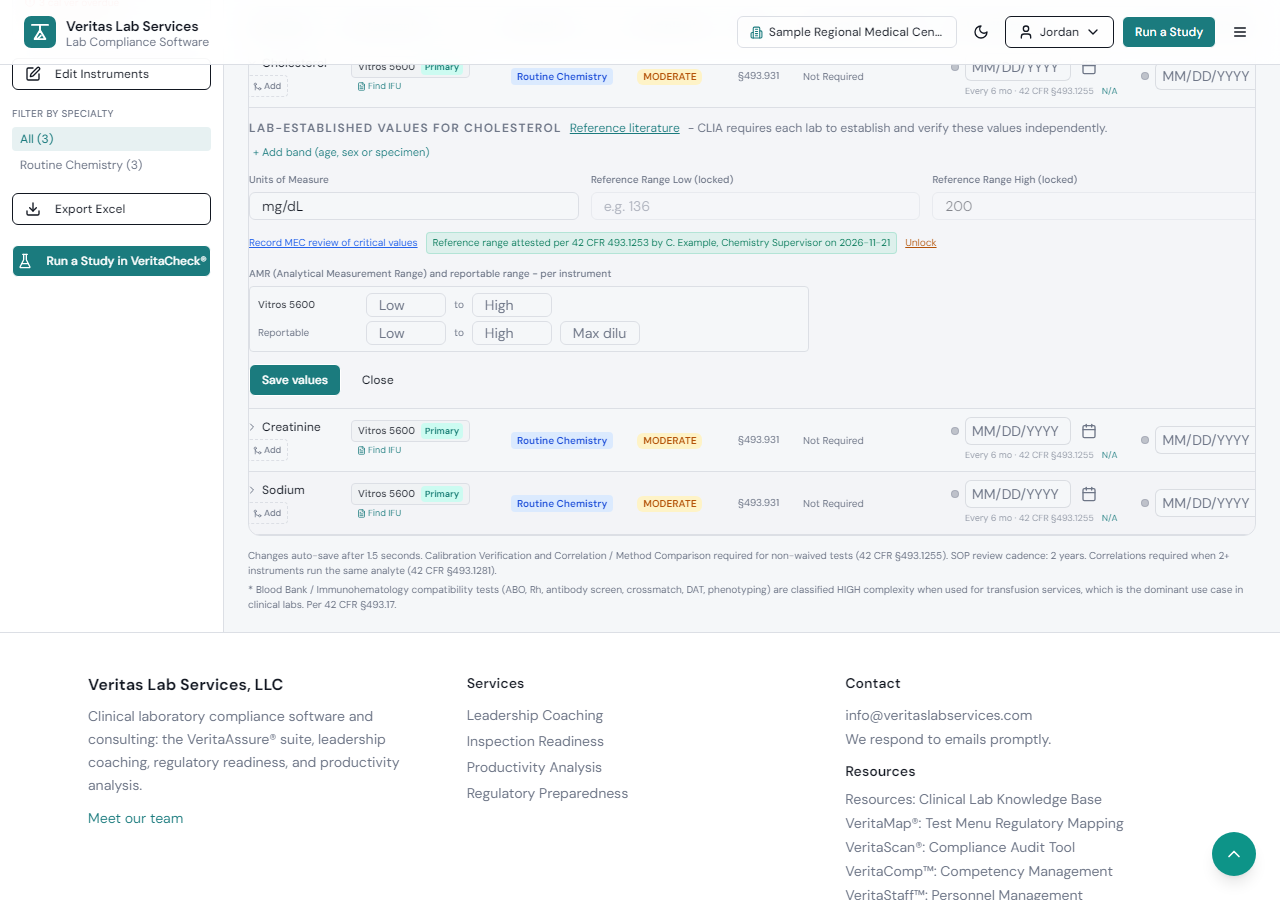 Veritas Lab Services
Lab Compliance Software
Sample Regional Medical Cen...
Jordan
Run a Study
Edit Instruments
FILTER BY SPECIALTY
All (3)
Routine Chemistry (3)
Export Excel
Run a Study in VeritaCheck®
Cholesterol
Add
Vitros 5600 Primary
Find IFU
Routine Chemistry
MODERATE
§493.931
Not Required
MM/DD/YYYY
Every 6 mo · 42 CFR §493.1255 N/A
MM/DD/YYYY
LAB-ESTABLISHED VALUES FOR CHOLESTEROL Reference literature - CLIA requires each lab to establish and verify these values independently.
+ Add band (age, sex or specimen)
Units of Measure
Reference Range Low (locked)
Reference Range High (locked)
mg/dL
e.g. 136
200
Record MEC review of critical values
Reference range attested per 42 CFR 493.1253 by C. Example, Chemistry Supervisor on 2026-11-21
Unlock
AMR (Analytical Measurement Range) and reportable range - per instrument
Vitros 5600 Low to High
Reportable Low to High Max dilu
Save values
Close
Creatinine
Add
Vitros 5600 Primary
Find IFU
Routine Chemistry
MODERATE
§493.931
Not Required
MM/DD/YYYY
Every 6 mo · 42 CFR §493.1255 N/A
MM/DD/YYYY
Sodium
Add
Vitros 5600 Primary
Find IFU
Routine Chemistry
MODERATE
§493.931
Not Required
MM/DD/YYYY
Every 6 mo · 42 CFR §493.1255 N/A
MM/DD/YYYY
Changes auto-save after 1.5 seconds. Calibration Verification and Correlation / Method Comparison required for non-waived tests (42 CFR §493.1255). SOP review cadence: 2 years. Correlations required when 2+
instruments run the same analyte (42 CFR §493.1281).
* Blood Bank / Immunohematology compatibility tests (ABO, Rh, antibody screen, crossmatch, DAT, phenotyping) are classified HIGH complexity when used for transfusion services, which is the dominant use case in
clinical labs. Per 42 CFR §493.17.
Veritas Lab Services, LLC
Clinical laboratory compliance software and
consulting: the VeritaAssure® suite, leadership
coaching, regulatory readiness, and productivity
analysis.
Meet our team
Services
Leadership Coaching
Inspection Readiness
Productivity Analysis
Regulatory Preparedness
Contact
info@veritaslabservices.com
We respond to emails promptly.
Resources
Resources: Clinical Lab Knowledge Base
VeritaMap®: Test Menu Regulatory Mapping
VeritaScan®: Compliance Audit Tool
VeritaComp™: Competency Management
VeritaStaff™: Personnel Management